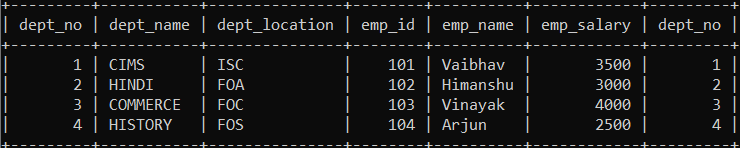 +---------+-----------+---------------+--------+----------+------------+---------+
| dept_no | dept_name | dept_location | emp_id | emp_name | emp_salary | dept_no |
+---------+-----------+---------------+--------+----------+------------+---------+
|       1 | CIMS      | ISC           |    101 | Vaibhav  |       3500 |       1 |
|       2 | HINDI     | FOA           |    102 | Himanshu |       3000 |       2 |
|       3 | COMMERCE  | FOC           |    103 | Vinayak  |       4000 |       3 |
|       4 | HISTORY   | FOS           |    104 | Arjun    |       2500 |       4 |
+---------+-----------+---------------+--------+----------+------------+---------+